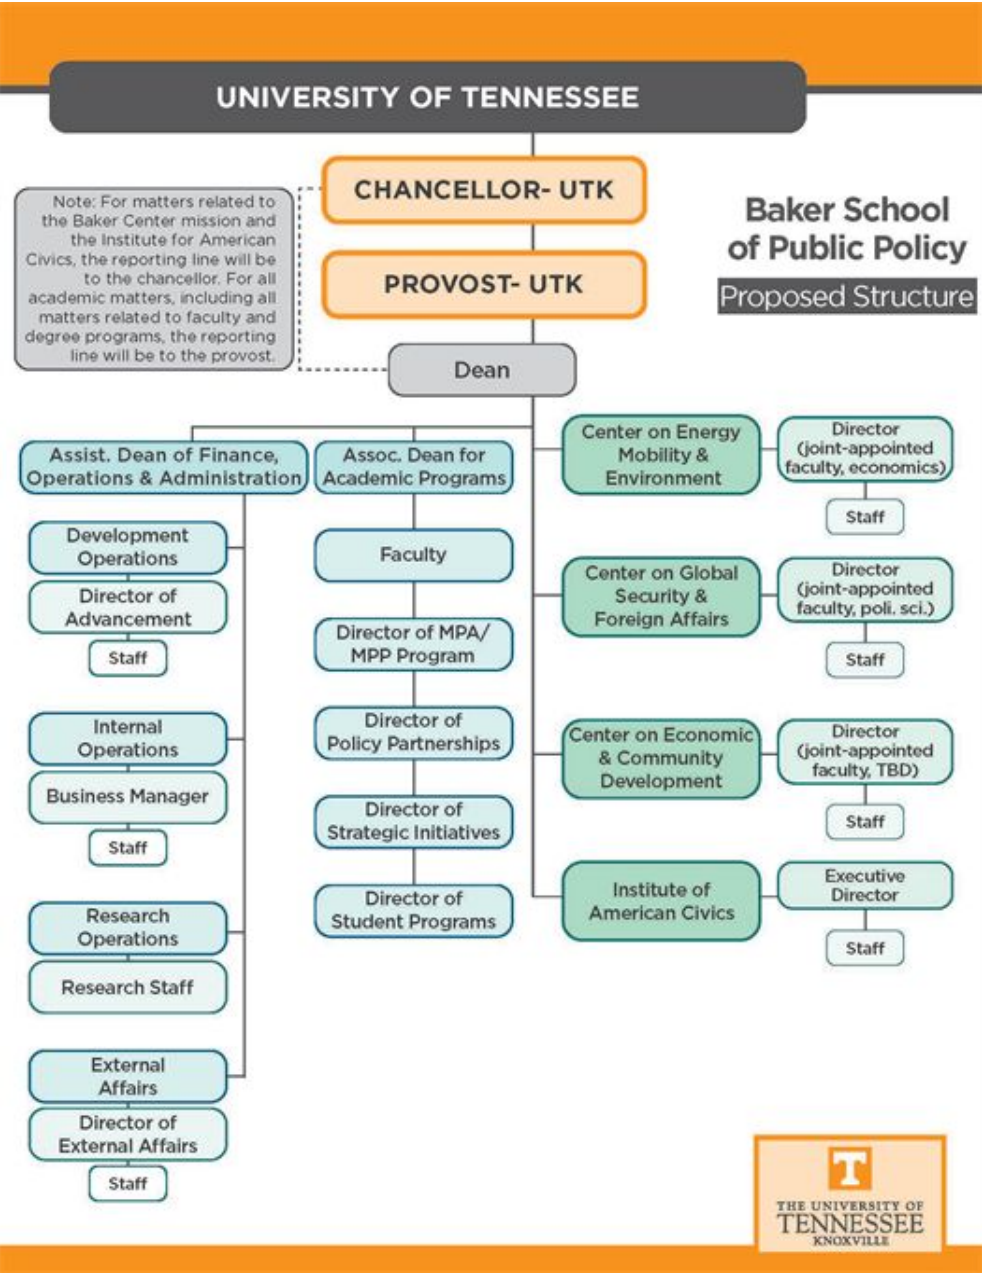 UNIVERSITY OF TENNESSEE
CHANCELLOR- UTK
PROVOST- UTK
Note: For matters related to
the Baker Center mission and
the Institute for American
Civics, the reporting line will be
to the chancellor. For all
academic matters, including all
matters related to faculty and
degree programs, the reporting
line will be to the provost.
Baker School
of Public Policy
Proposed Structure
Dean
Assist. Dean of Finance,
Operations & Administration
Development
Operations
Director of
Advancement
Staff
Internal
Operations
Business Manager
Staff
Research
Operations
Research Staff
External
Affairs
Director of
External Affairs
Staff
Assoc. Dean for
Academic Programs
Faculty
Director of MPA/
MPP Program
Director of
Policy Partnerships
Director of
Strategic Initiatives
Director of
Student Programs
Center on Energy
Mobility &
Environment
Director
(joint-appointed
faculty, economics)
Staff
Center on Global
Security &
Foreign Affairs
Director
(joint-appointed
faculty, poli. sci.)
Staff
Center on Economic
& Community
Development
Director
(joint-appointed
faculty, TBD)
Staff
Institute of
American Civics
Executive
Director
Staff
T
THE UNIVERSITY OF
TENNESSEE
KNOXVILLE